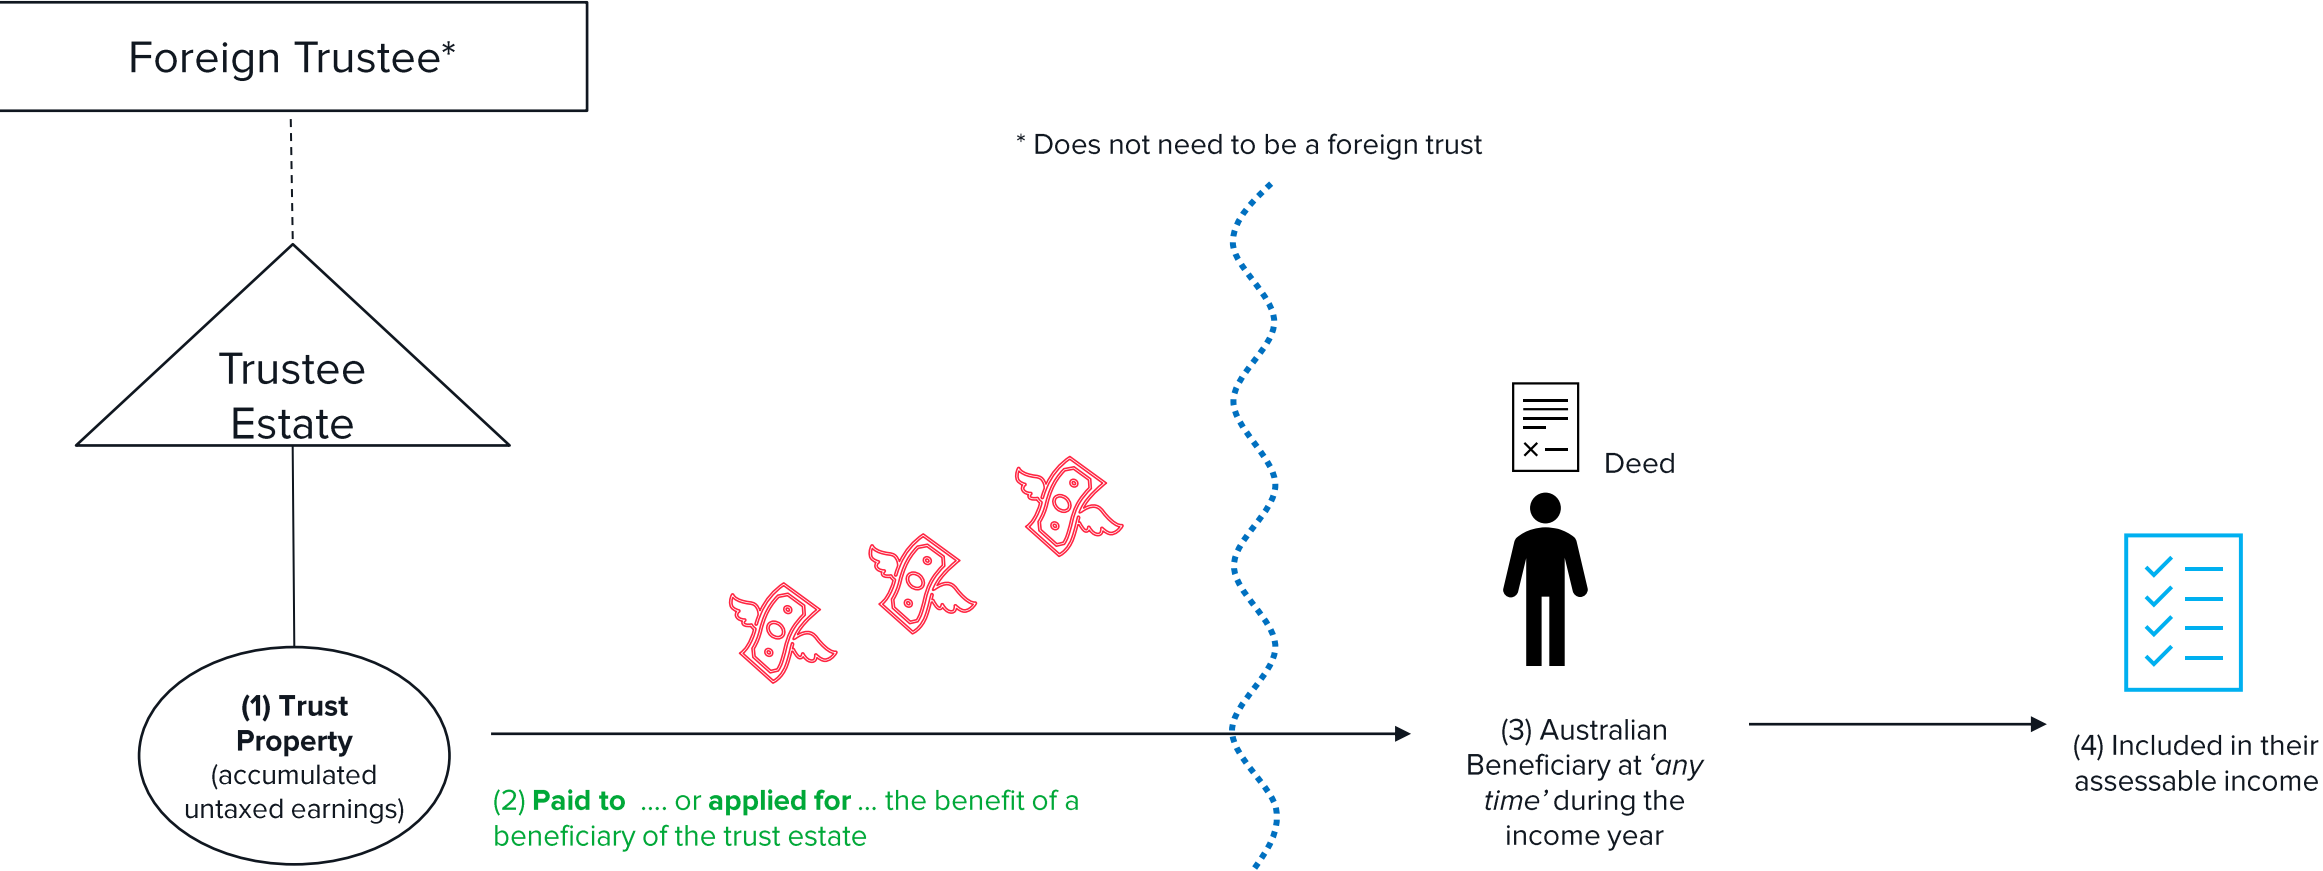 Foreign Trustee*
* Does not need to be a foreign trust
Trustee
Estate
Deed
(1) Trust
Property
(accumulated
untaxed earnings)
(2) Paid to .... or applied for ... the benefit of a
beneficiary of the trust estate
(3) Australian
Beneficiary at ‘any
time’ during the
income year
(4) Included in their
assessable income